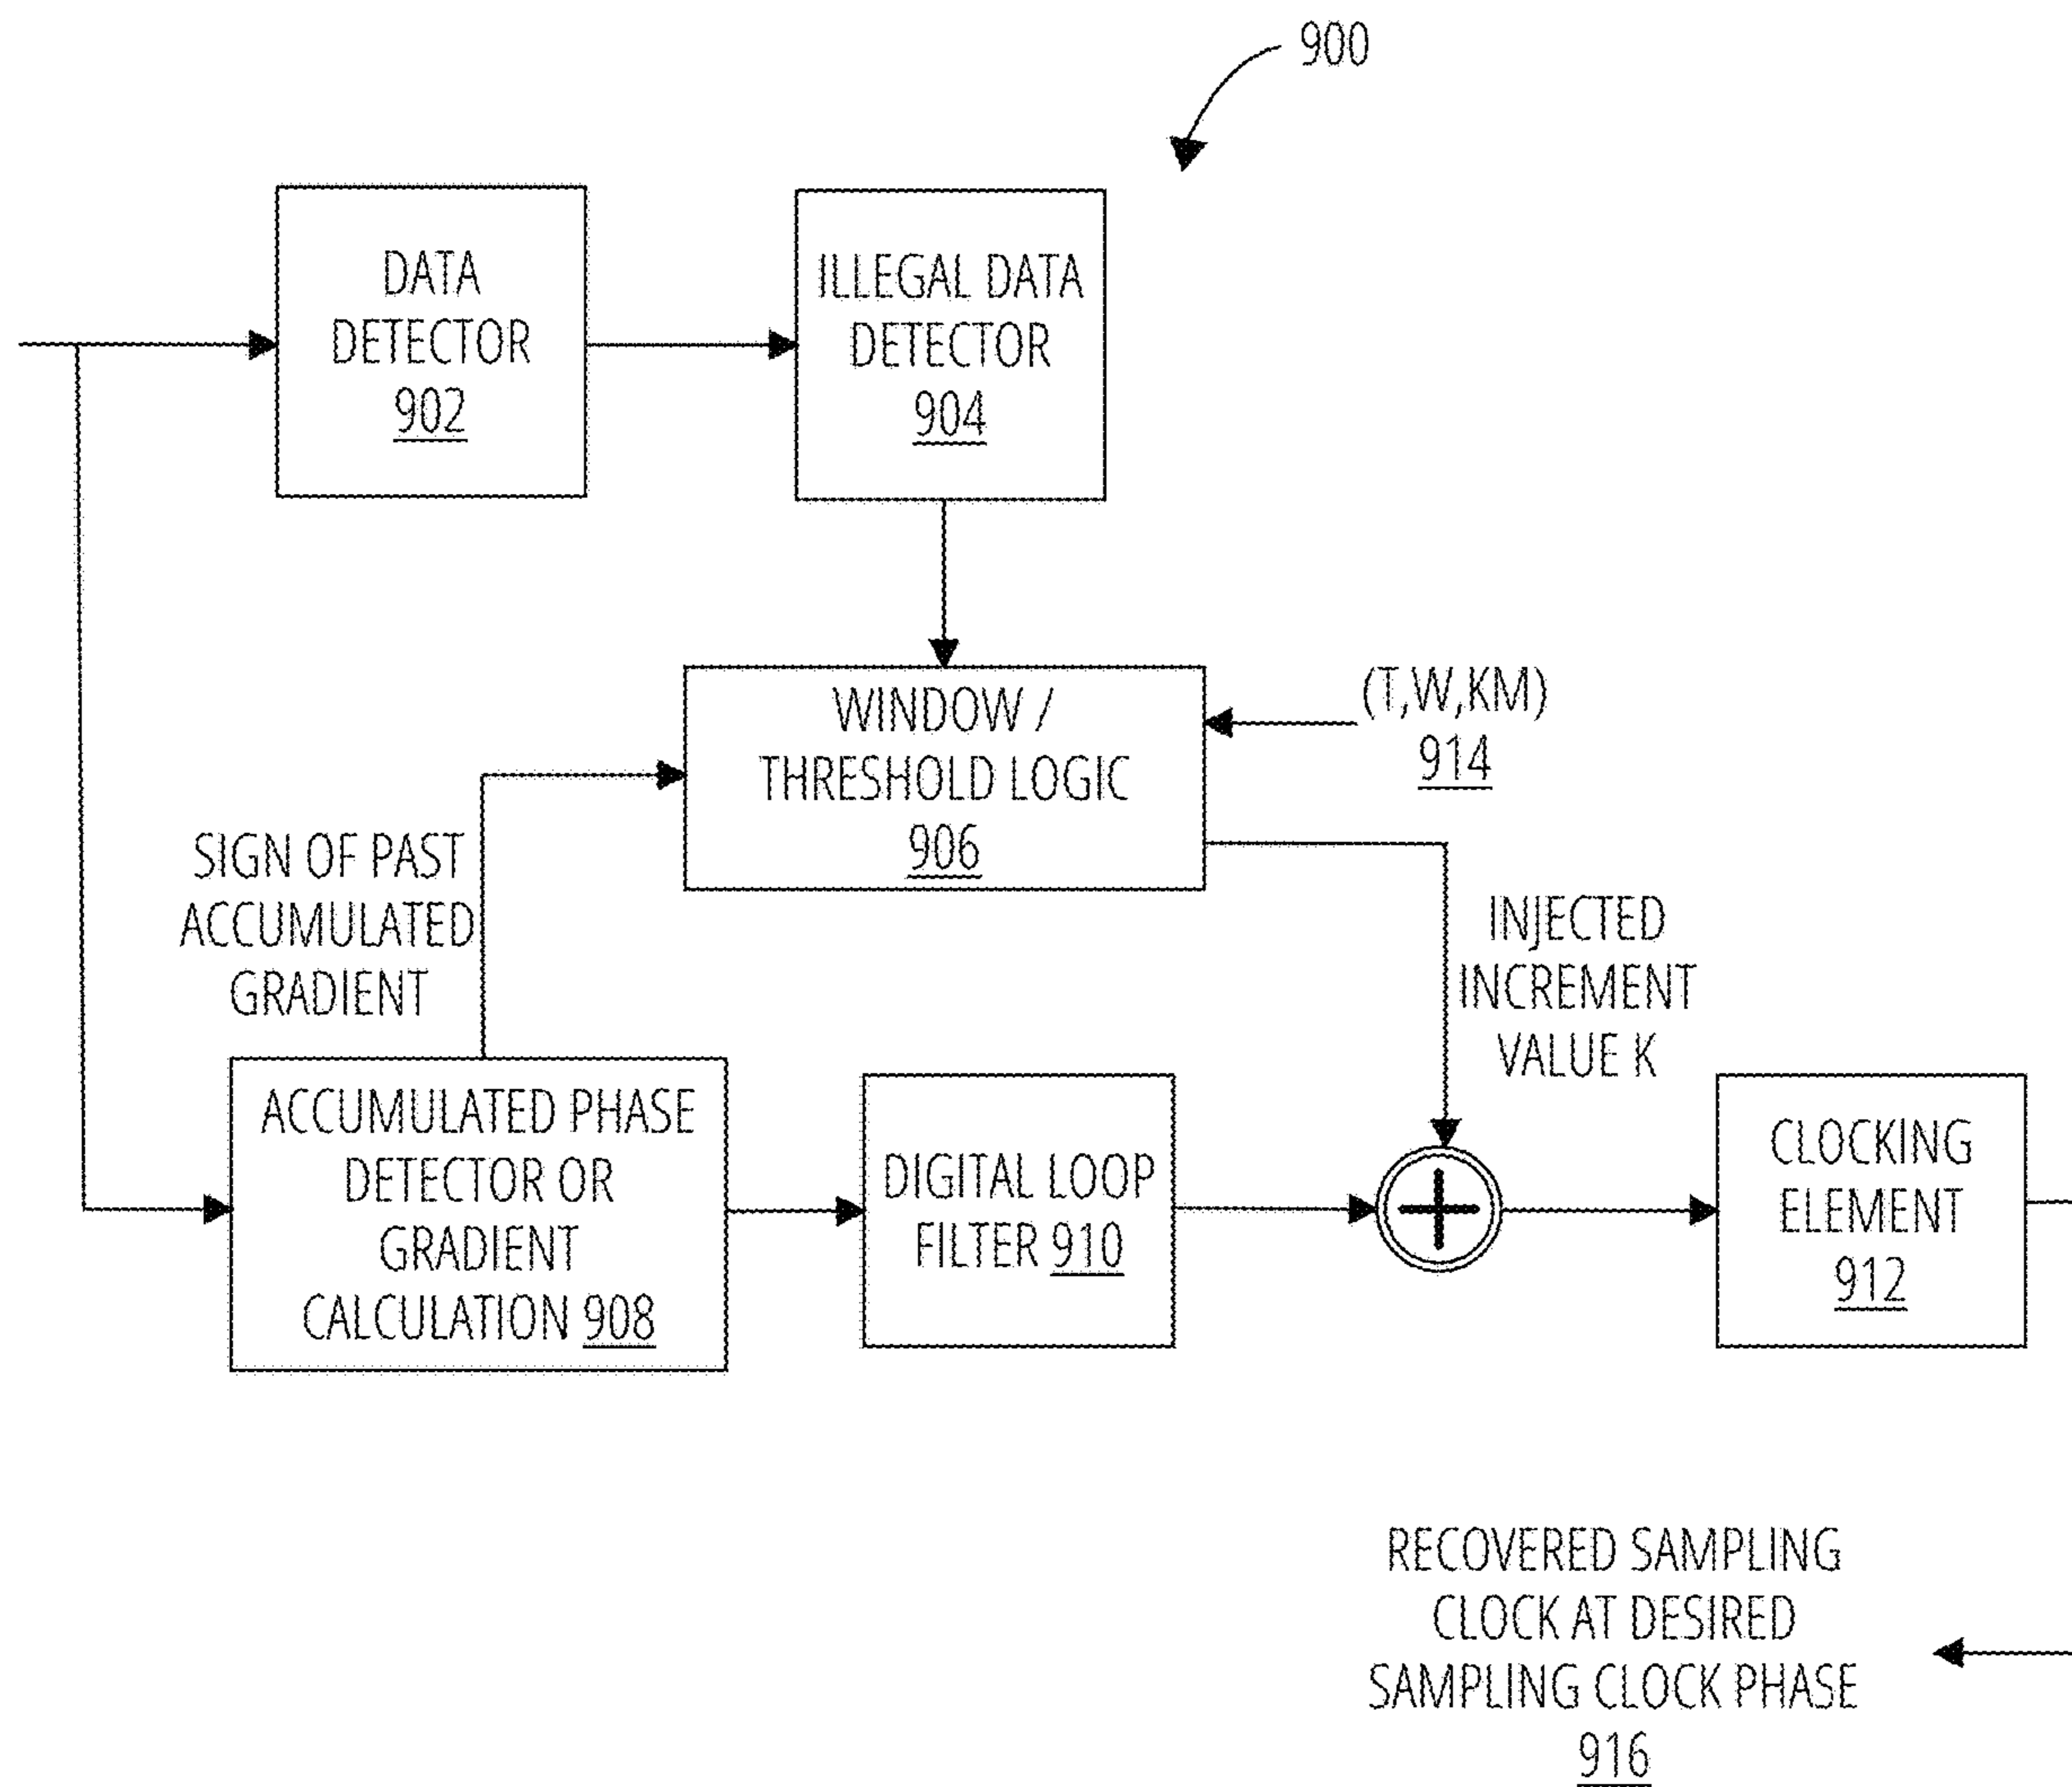 900
DATA
DETECTOR
902
ILLEGAL DATA
DETECTOR
904
WINDOW /
THRESHOLD LOGIC
906
(T,W,KM)
914
SIGN OF PAST
ACCUMULATED
GRADIENT
INJECTED
INCREMENT
VALUE K
ACCUMULATED PHASE
DETECTOR OR
GRADIENT
CALCULATION 908
DIGITAL LOOP
FILTER 910
+
CLOCKING
ELEMENT
912
RECOVERED SAMPLING
CLOCK AT DESIRED
SAMPLING CLOCK PHASE
916